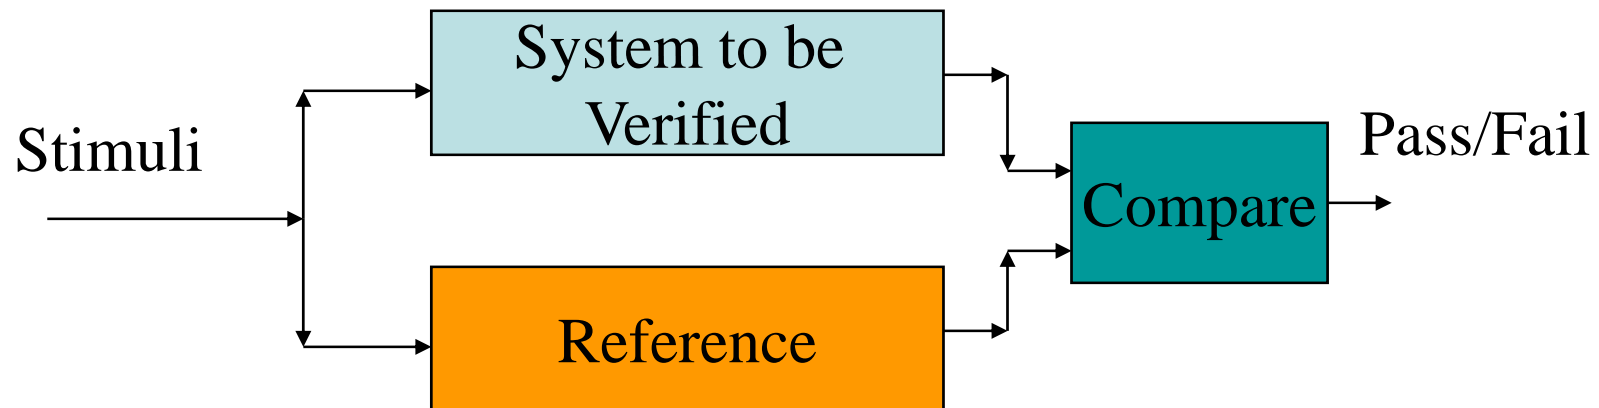 Stimuli
System to be
Verified
Reference
Compare
Pass/Fail